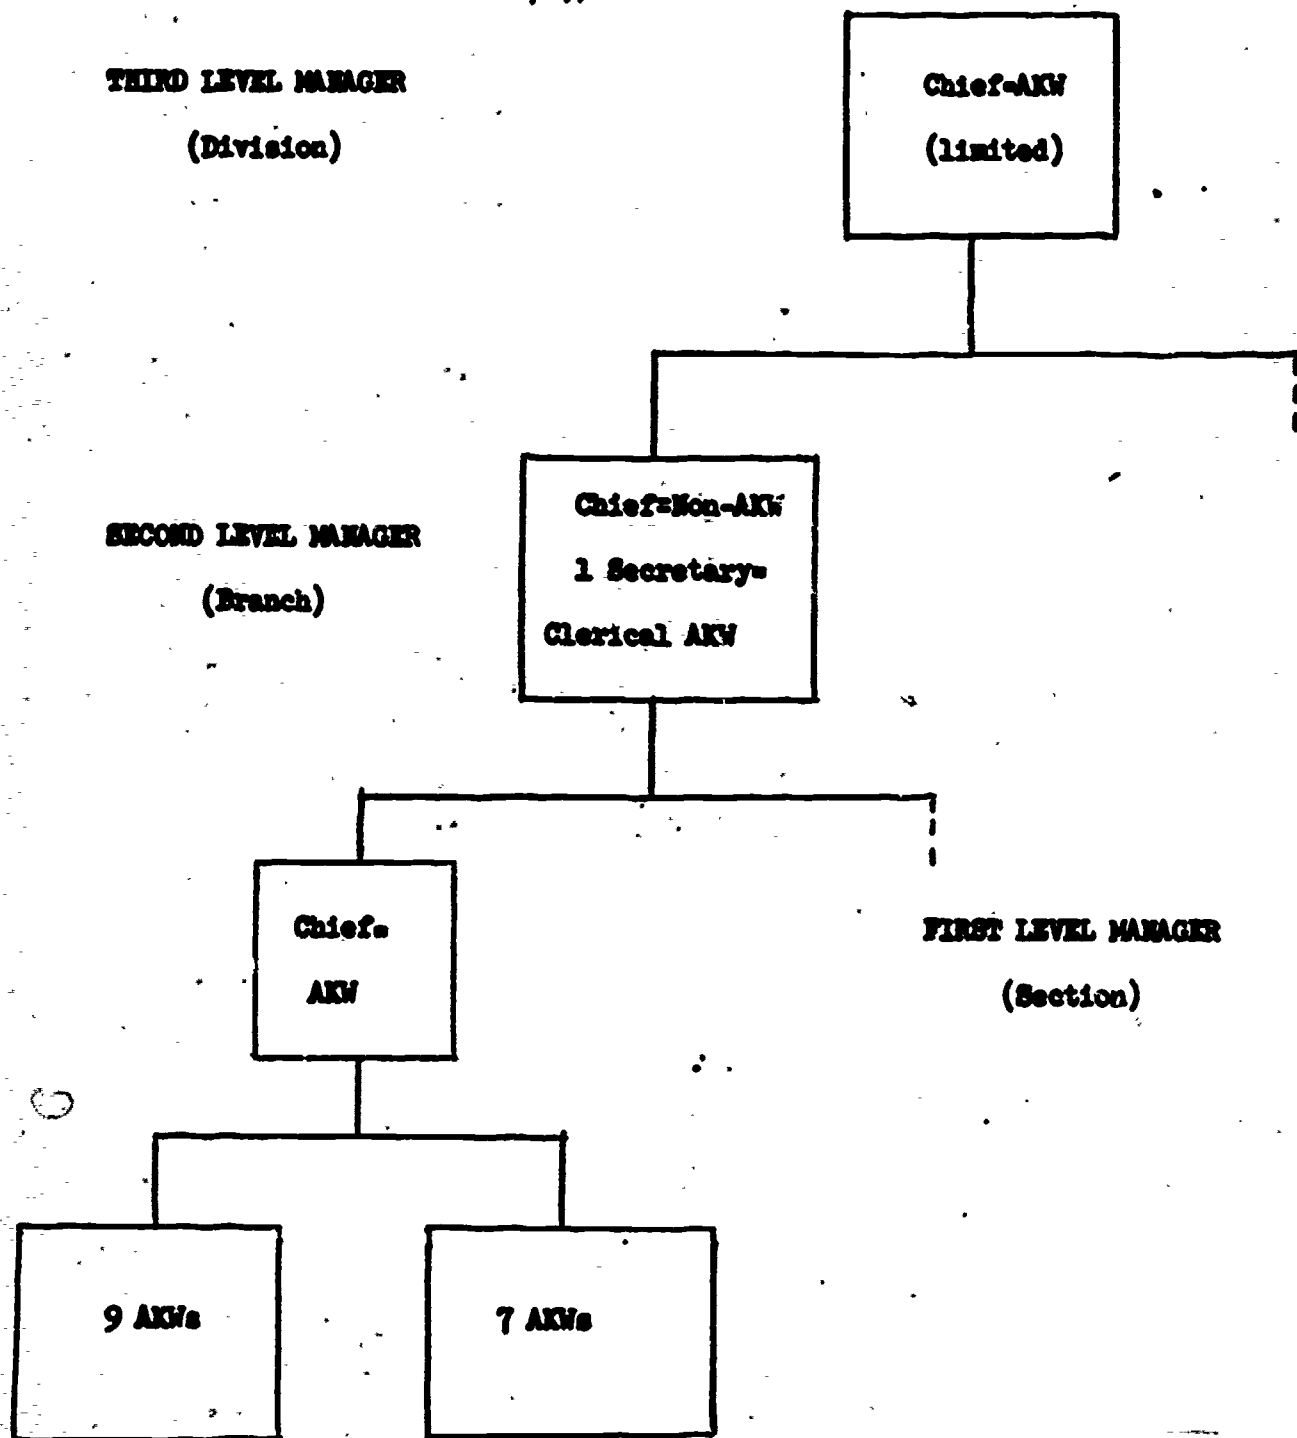 THIRD LEVEL MANAGER
(Division)
Chief=AKW
(limited)
SECOND LEVEL MANAGER
(Branch)
Chief=Non-AKW
1 Secretary=
Clerical AKW
Chief=
AKW
FIRST LEVEL MANAGER
(Section)
9 AKWs
7 AKWs